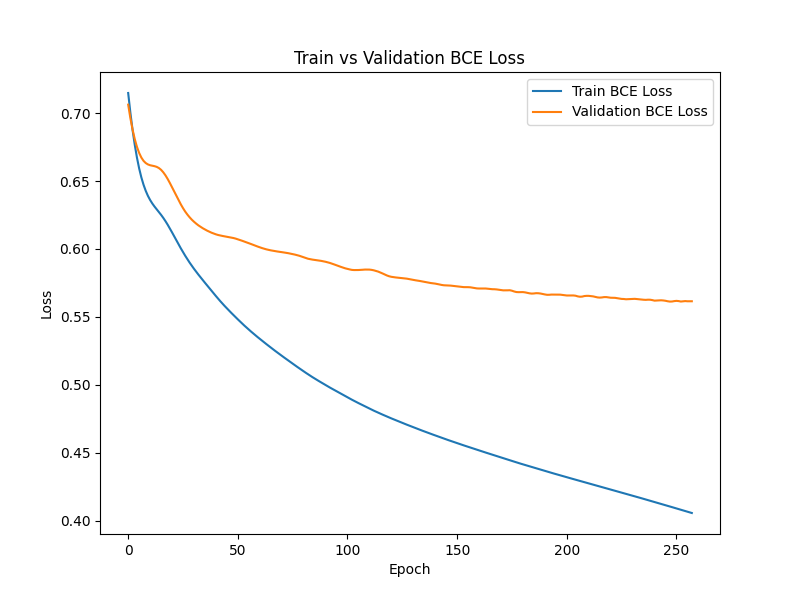 Train vs Validation BCE Loss
Train BCE Loss
Validation BCE Loss
0.70
0.65
0.60
0.55
0.50
0.45
0.40
Loss
0 50 100 150 200 250
Epoch